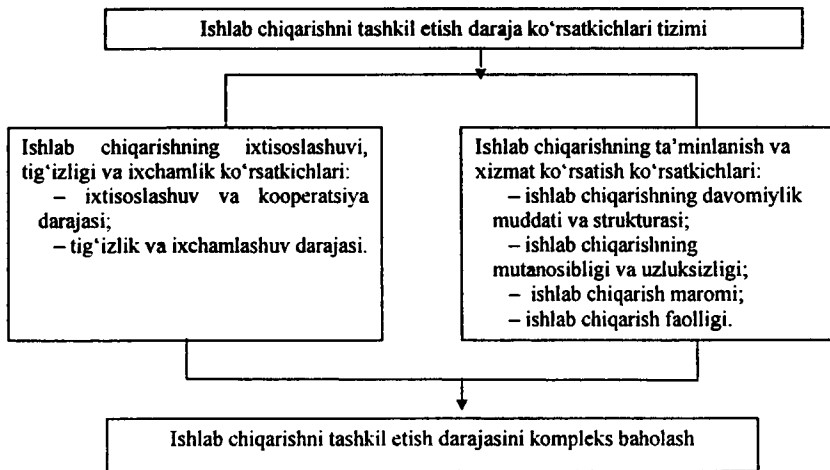 Ishlab chiqarishni tashkil etish daraja ko‘rsatkichlari tizimi
Ishlab chiqarishning ixtisoslashuvi,
tig‘izligi va ixchamlik ko‘rsatkichlari:
– ixtisoslashuv va kooperatsiya
darajasi;
– tig‘izlik va ixchamlashuv darajasi.
Ishlab chiqarishning ta’minlanish va
xizmat ko‘rsatish ko‘rsatkichlari:
– ishlab chiqarishning davomiylik
muddati va strukturasi;
– ishlab chiqarishning
mutanosibligi va uzluksizligi;
– ishlab chiqarish maromi;
– ishlab chiqarish faolligi.
Ishlab chiqarishni tashkil etish darajasini kompleks baholash